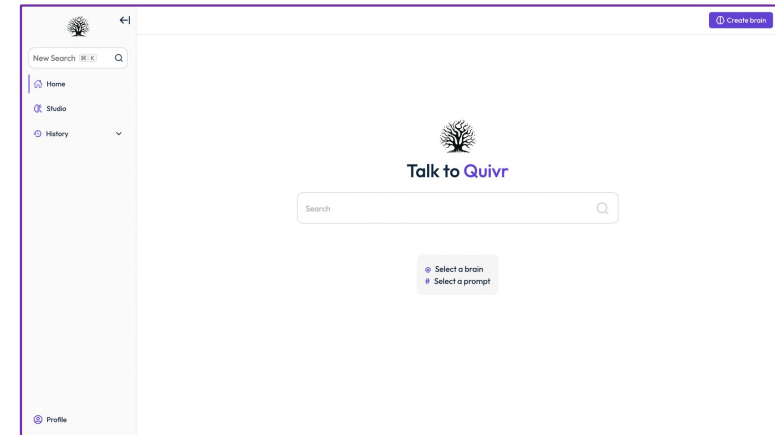 Create brain
New Search ⌘ K
Home
Studio
History
Talk to Quivr
Search
@ Select a brain
# Select a prompt
Profile